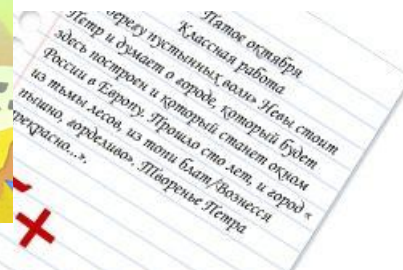 Пятое октября
Классная работа
берегу пустынных волн» Невы стоит
Петр и думает о городе, который будет
здесь построен и который станет окном
России в Европу. Прошло сто лет, и город «
из тьмы лесов, из топи блат/Вознесся
пышно, горделиво». Творенье Петра
прекрасно...».